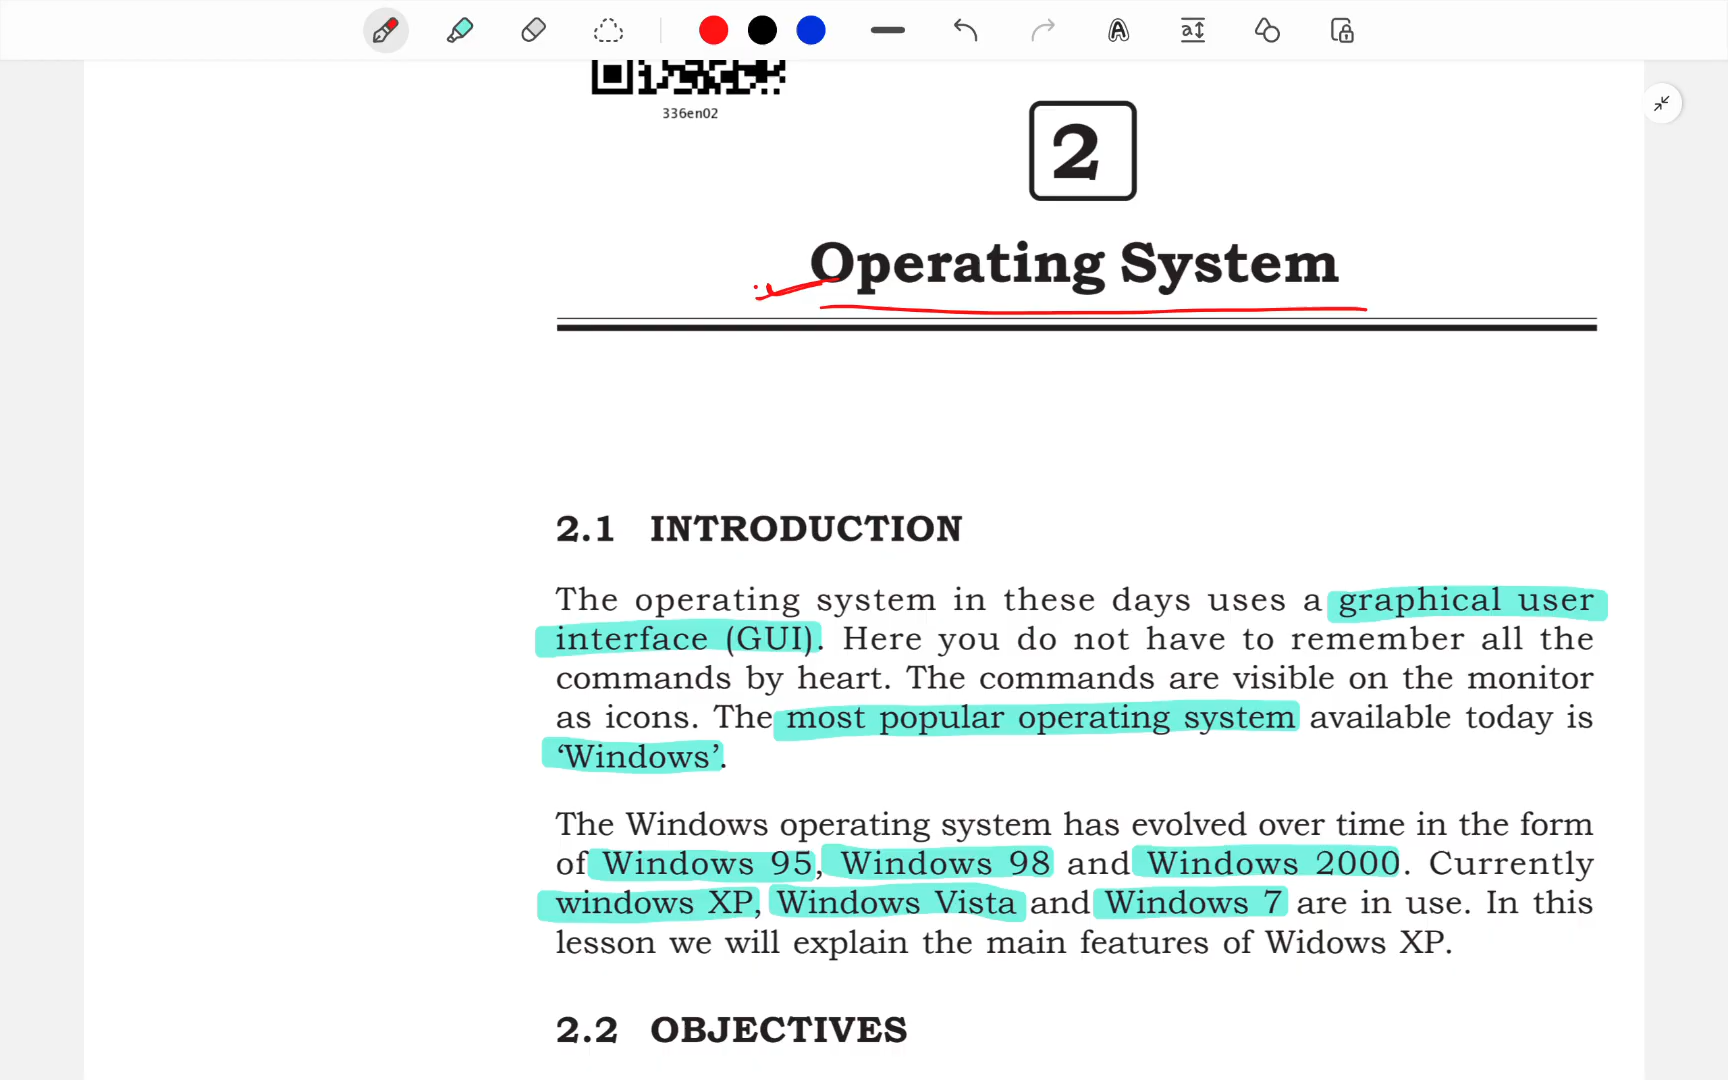 336en02
2
Operating System
2.1 INTRODUCTION
The operating system in these days uses a graphical user
interface (GUI). Here you do not have to remember all the
commands by heart. The commands are visible on the monitor
as icons. The most popular operating system available today is
‘Windows’.
The Windows operating system has evolved over time in the form
of Windows 95, Windows 98 and Windows 2000. Currently
windows XP, Windows Vista and Windows 7 are in use. In this
lesson we will explain the main features of Widows XP.
2.2 OBJECTIVES